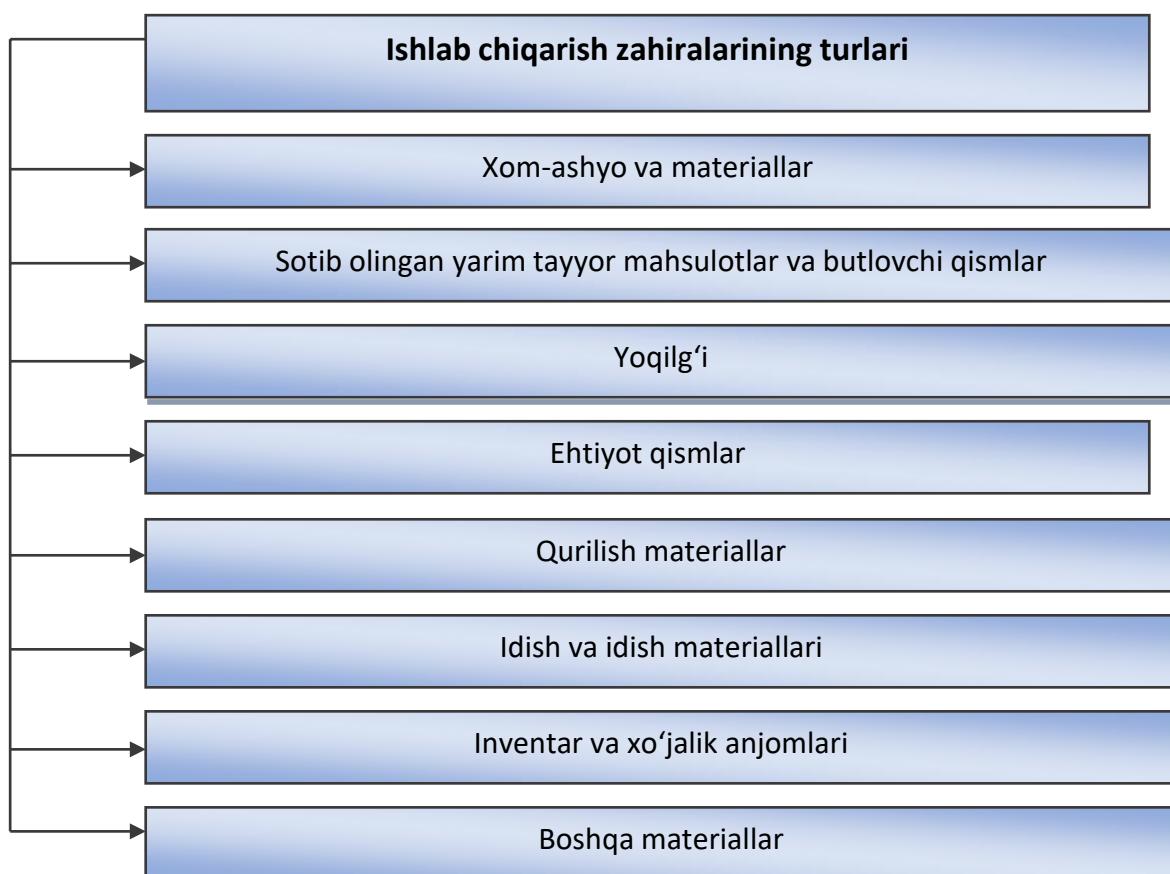 Ishlab chiqarish zahiralarining turlari
Xom-ashyo va materiallar
Sotib olingan yarim tayyor mahsulotlar va butlovchi qismlar
Yoqilg‘i
Ehtiyot qismlar
Qurilish materiallar
Idish va idish materiallari
Inventar va xo‘jalik anjomlari
Boshqa materiallar